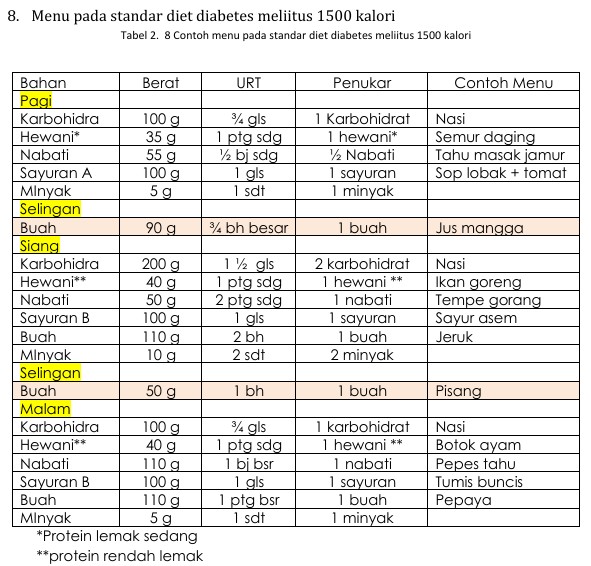 8. Menu pada standar diet diabetes meliitus 1500 kalori
Tabel 2. 8 Contoh menu pada standar diet diabetes meliitus 1500 kalori
Bahan Berat URT Penukar Contoh Menu
Pagi
Karbohidra 100 g ¾ gls 1 Karbohidrat Nasi
Hewani* 35 g 1 ptg sdg 1 hewani* Semur daging
Nabati 55 g ½ bj sdg ½ Nabati Tahu masak jamur
Sayuran A 100 g 1 gls 1 sayuran Sop lobak + tomat
MInyak 5 g 1 sdt 1 minyak
Selingan
Buah 90 g ¾ bh besar 1 buah Jus mangga
Siang
Karbohidra 200 g 1 ½ gls 2 karbohidrat Nasi
Hewani** 40 g 1 ptg sdg 1 hewani ** Ikan goreng
Nabati 50 g 2 ptg sdg 1 nabati Tempe gorang
Sayuran B 100 g 1 gls 1 sayuran Sayur asem
Buah 110 g 2 bh 1 buah Jeruk
MInyak 10 g 2 sdt 2 minyak
Selingan
Buah 50 g 1 bh 1 buah Pisang
Malam
Karbohidra 100 g ¾ gls 1 karbohidrat Nasi
Hewani** 40 g 1 ptg sdg 1 hewani ** Botok ayam
Nabati 110 g 1 bj bsr 1 nabati Pepes tahu
Sayuran B 100 g 1 gls 1 sayuran Tumis buncis
Buah 110 g 1 ptg bsr 1 buah Pepaya
MInyak 5 g 1 sdt 1 minyak
*Protein lemak sedang
**protein rendah lemak